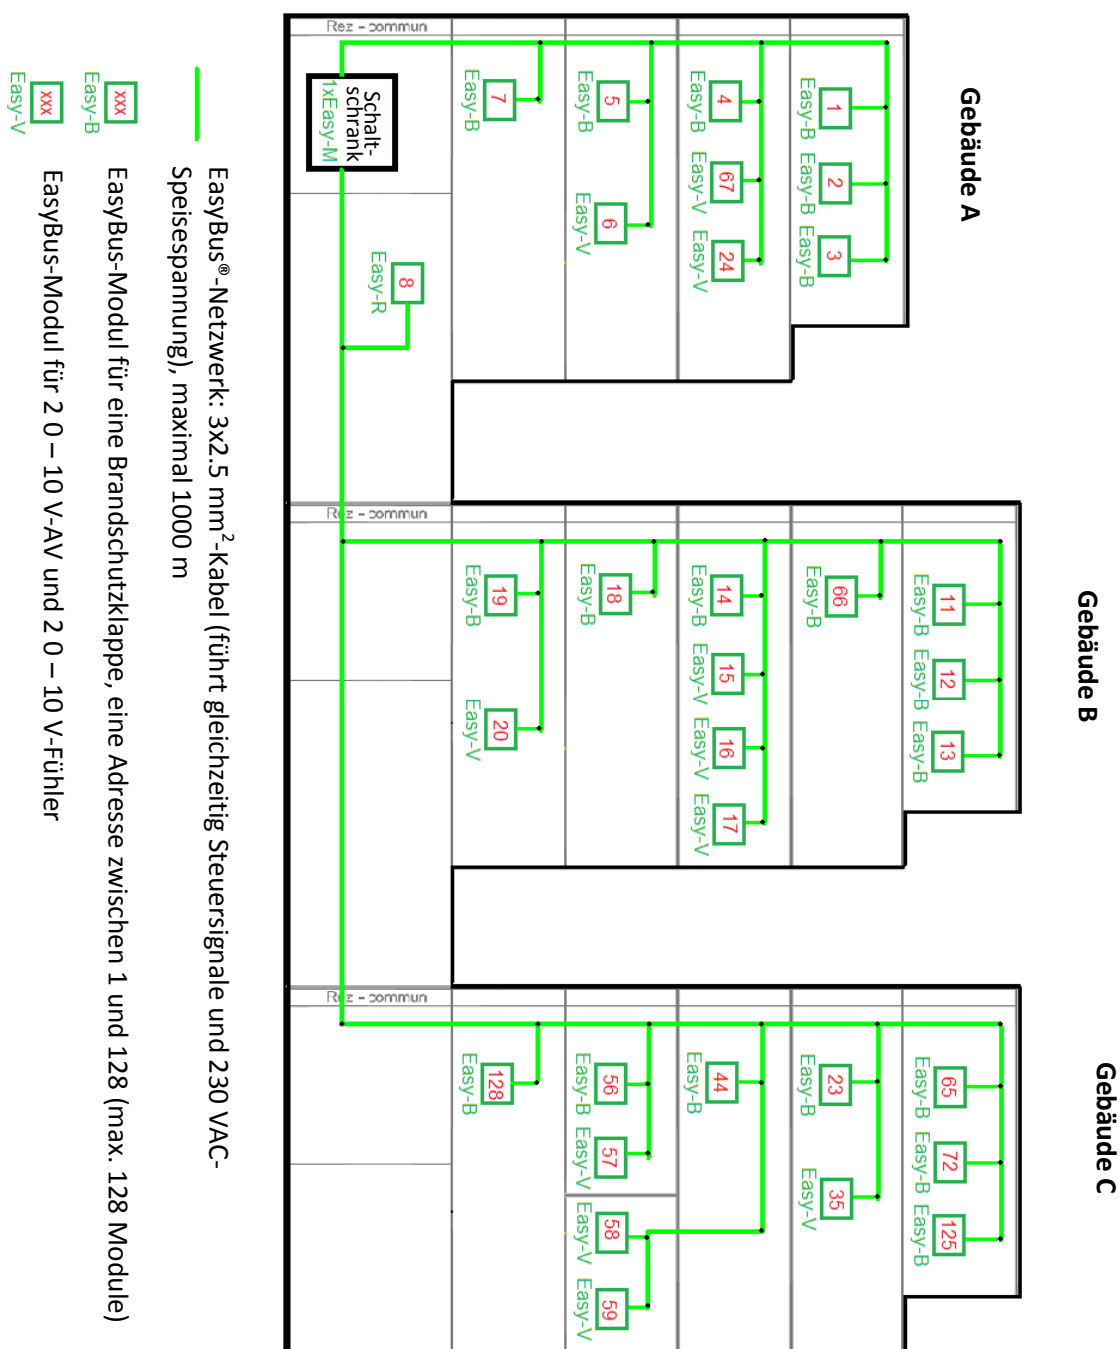 Gebäude A
Gebäude B
Gebäude C
1
Easy-B
2
Easy-B
3
Easy-B
4
Easy-B
67
Easy-V
24
Easy-V
5
Easy-B
6
Easy-V
7
Easy-B
Rez - commun
Schalt-
schrank
1xEasy-M
8
Easy-R
11
Easy-B
12
Easy-B
13
Easy-B
66
Easy-B
14
Easy-B
15
Easy-V
16
Easy-V
17
Easy-V
18
Easy-B
19
Easy-B
20
Easy-V
Rez - commun
65
Easy-B
72
Easy-B
125
Easy-B
23
Easy-B
35
Easy-V
44
Easy-B
56
Easy-B
57
Easy-V
58
Easy-V
59
Easy-V
128
Easy-B
Rez - commun
EasyBus®-Netzwerk: 3x2.5 mm²-Kabel (führt gleichzeitig Steuersignale und 230 VAC-
Speisespannung), maximal 1000 m
xxx
Easy-B
EasyBus-Modul für eine Brandschutzklappe, eine Adresse zwischen 1 und 128 (max. 128 Module)
xxx
Easy-V
EasyBus-Modul für 2 0 – 10 V-AV und 2 0 – 10 V-Fühler